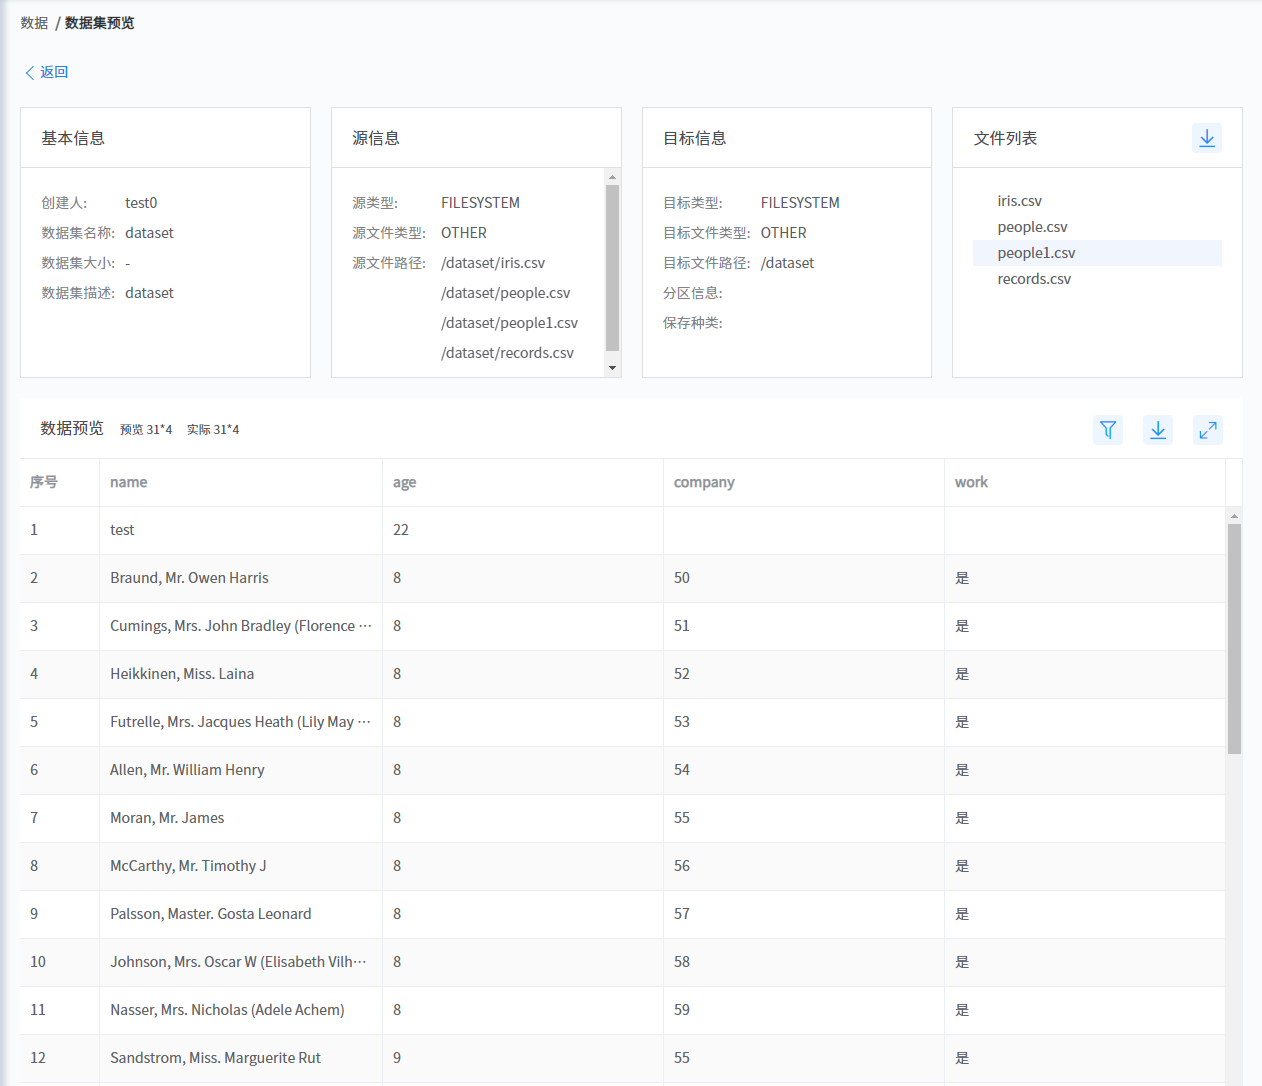 数据 / 数据集预览
返回
基本信息
创建人: test0
数据集名称: dataset
数据集大小: -
数据集描述: dataset
源信息
源类型: FILESYSTEM
源文件类型: OTHER
源文件路径: /dataset/iris.csv
/dataset/people.csv
/dataset/people1.csv
/dataset/records.csv
目标信息
目标类型: FILESYSTEM
目标文件类型: OTHER
目标文件路径: /dataset
分区信息:
保存种类:
文件列表
iris.csv
people.csv
people1.csv
records.csv
数据预览 预览 31*4 实际 31*4
序号 name age company work
1 test 22
2 Braund, Mr. Owen Harris 8 50 是
3 Cumings, Mrs. John Bradley (Florence ··· 8 51 是
4 Heikkinen, Miss. Laina 8 52 是
5 Futrelle, Mrs. Jacques Heath (Lily May ··· 8 53 是
6 Allen, Mr. William Henry 8 54 是
7 Moran, Mr. James 8 55 是
8 McCarthy, Mr. Timothy J 8 56 是
9 Palsson, Master. Gosta Leonard 8 57 是
10 Johnson, Mrs. Oscar W (Elisabeth Vilh··· 8 58 是
11 Nasser, Mrs. Nicholas (Adele Achem) 8 59 是
12 Sandstrom, Miss. Marguerite Rut 9 55 是